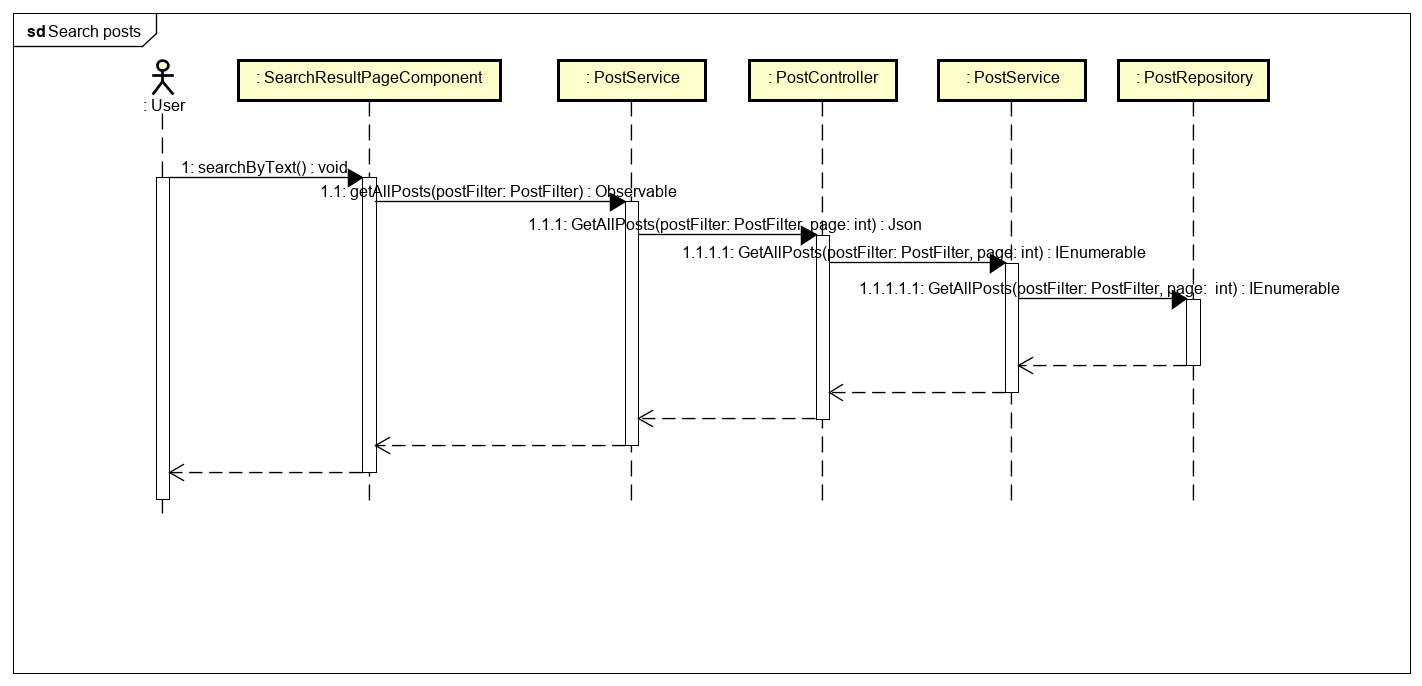 sd Search posts
: User
: SearchResultPageComponent
: PostService
: PostController
: PostService
: PostRepository
1: searchByText() : void
1.1: getAllPosts(postFilter: PostFilter) : Observable
1.1.1: GetAllPosts(postFilter: PostFilter, page: int) : Json
1.1.1.1: GetAllPosts(postFilter: PostFilter, page: int) : IEnumerable
1.1.1.1.1: GetAllPosts(postFilter: PostFilter, page:  int) : IEnumerable